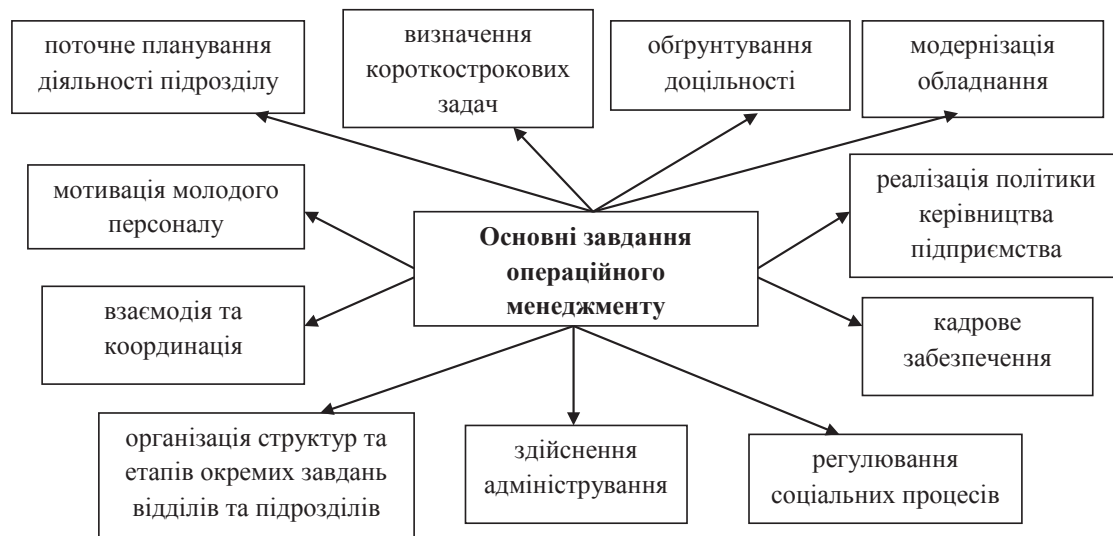 поточне планування
діяльності підрозділу
визначення
короткострокових
задач
обґрунтування
доцільності
модернізація
обладнання
мотивація молодого
персоналу
Основні завдання
операційного
менеджменту
реалізація політики
керівництва
підприємства
взаємодія та
координація
кадрове
забезпечення
організація структур та
етапів окремих завдань
відділів та підрозділів
здійснення
адміністрування
регулювання
соціальних процесів